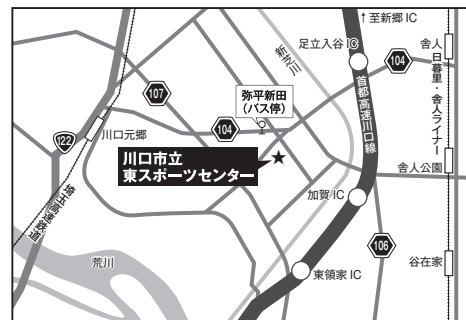 ↑至新郷IC
足立入谷IC
舎人
新芝川
104
日暮里・舎人ライナー
107
弥平新田
(バス停)
首都高速川口線
104
122
川口元郷
川口市立
東スポーツセンター
★
舎人公園
埼玉高速鉄道
加賀IC
106
荒川
谷在家
東領家IC